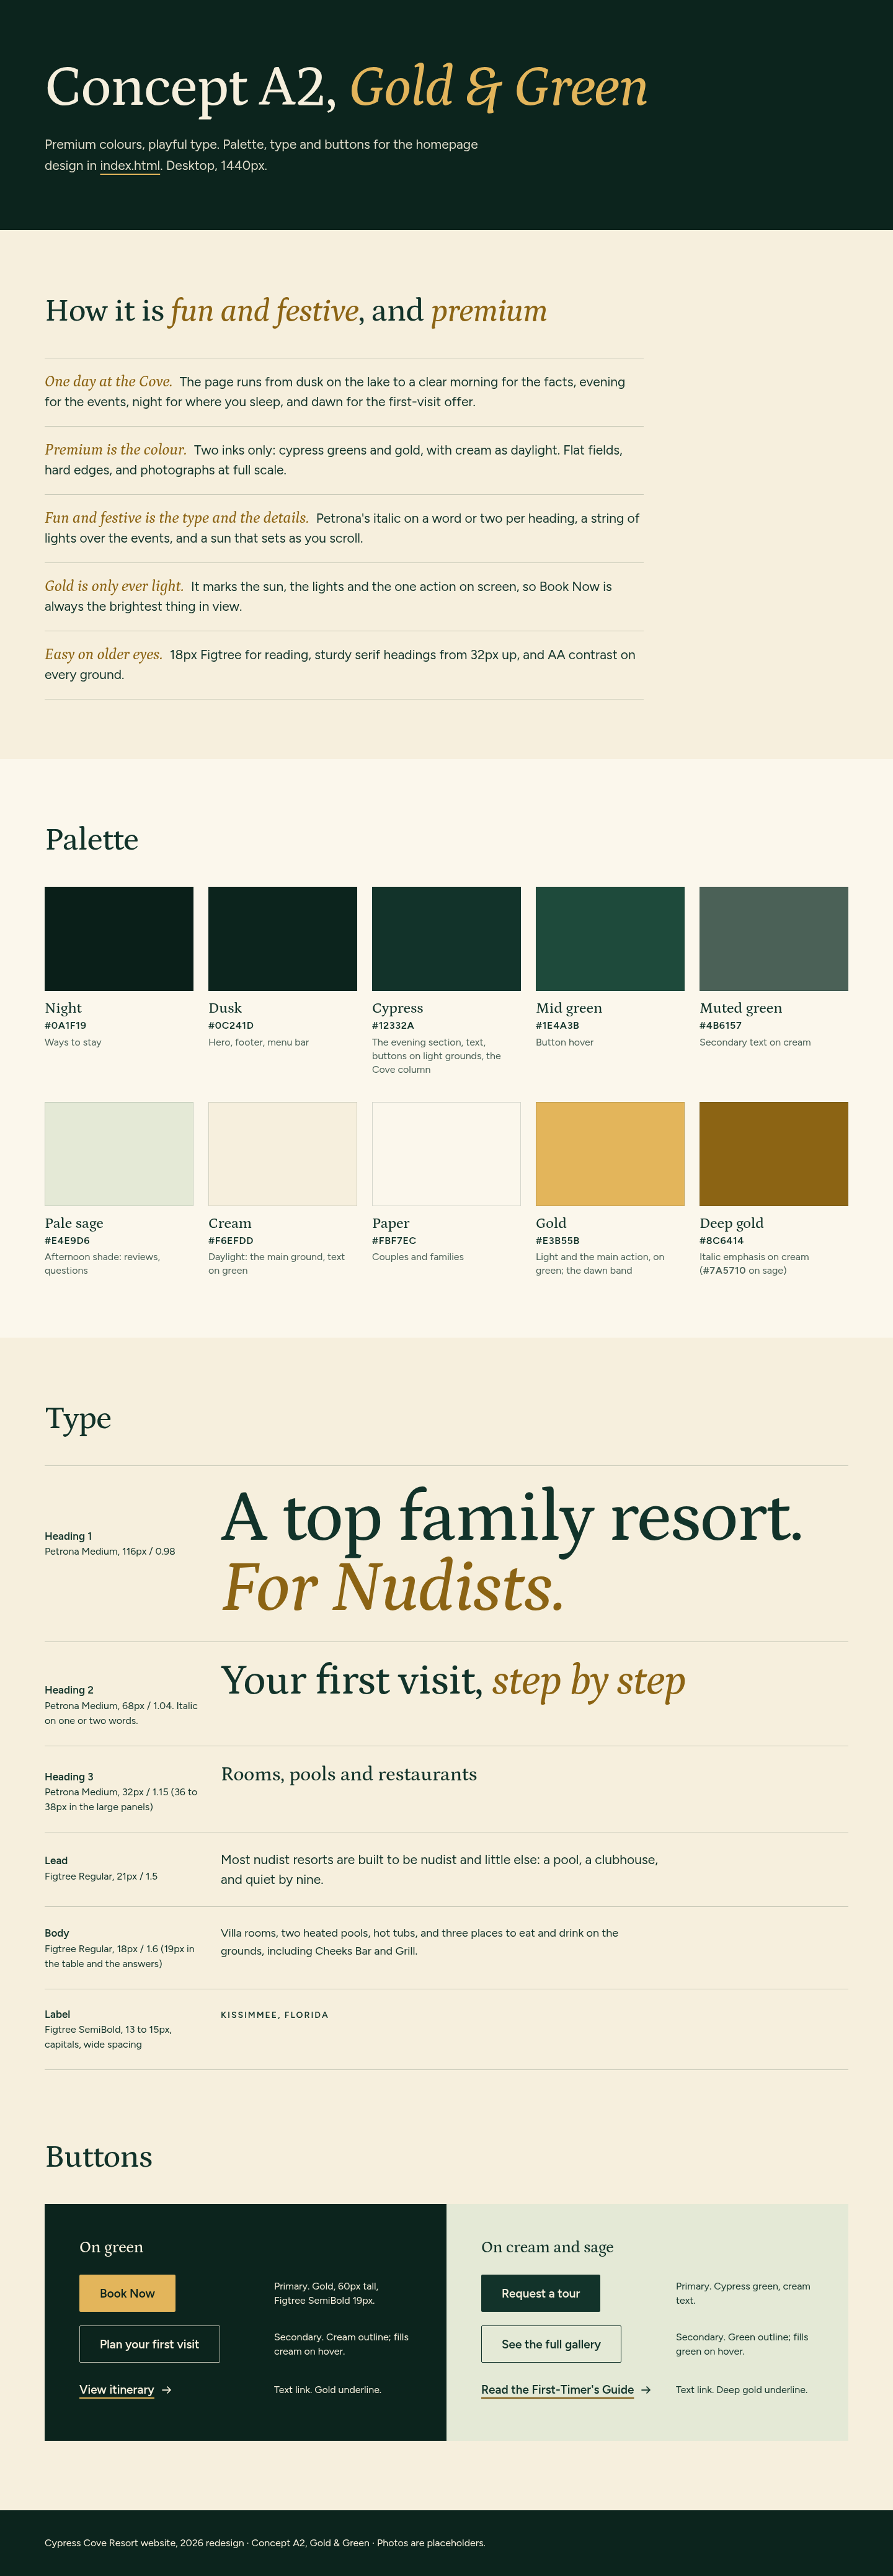 Concept A2, Gold & Green
Premium colours, playful type. Palette, type and buttons for the homepage
design in index.html. Desktop, 1440px.
How it is fun and festive, and premium
One day at the Cove. The page runs from dusk on the lake to a clear morning for the facts, evening
for the events, night for where you sleep, and dawn for the first-visit offer.
Premium is the colour. Two inks only: cypress greens and gold, with cream as daylight. Flat fields,
hard edges, and photographs at full scale.
Fun and festive is the type and the details. Petrona's italic on a word or two per heading, a string of
lights over the events, and a sun that sets as you scroll.
Gold is only ever light. It marks the sun, the lights and the one action on screen, so Book Now is
always the brightest thing in view.
Easy on older eyes. 18px Figtree for reading, sturdy serif headings from 32px up, and AA contrast on
every ground.
Palette
Night
#0A1F19
Ways to stay
Dusk
#0C241D
Hero, footer, menu bar
Cypress
#12332A
The evening section, text,
buttons on light grounds, the
Cove column
Mid green
#1E4A3B
Button hover
Muted green
#4B6157
Secondary text on cream
Pale sage
#E4E9D6
Afternoon shade: reviews,
questions
Cream
#F6EFDD
Daylight: the main ground, text
on green
Paper
#FBF7EC
Couples and families
Gold
#E3B55B
Light and the main action, on
green; the dawn band
Deep gold
#8C6414
Italic emphasis on cream
(#7A5710 on sage)
Type
Heading 1
Petrona Medium, 116px / 0.98
A top family resort.
For Nudists.
Heading 2
Petrona Medium, 68px / 1.04. Italic
on one or two words.
Your first visit, step by step
Heading 3
Petrona Medium, 32px / 1.15 (36 to
38px in the large panels)
Rooms, pools and restaurants
Lead
Figtree Regular, 21px / 1.5
Most nudist resorts are built to be nudist and little else: a pool, a clubhouse,
and quiet by nine.
Body
Figtree Regular, 18px / 1.6 (19px in
the table and the answers)
Villa rooms, two heated pools, hot tubs, and three places to eat and drink on the
grounds, including Cheeks Bar and Grill.
Label
Figtree SemiBold, 13 to 15px,
capitals, wide spacing
KISSIMMEE, FLORIDA
Buttons
On green
Book Now
Primary. Gold, 60px tall,
Figtree SemiBold 19px.
Plan your first visit
Secondary. Cream outline; fills
cream on hover.
View itinerary →
Text link. Gold underline.
On cream and sage
Request a tour
Primary. Cypress green, cream
text.
See the full gallery
Secondary. Green outline; fills
green on hover.
Read the First-Timer's Guide →
Text link. Deep gold underline.
Cypress Cove Resort website, 2026 redesign · Concept A2, Gold & Green · Photos are placeholders.